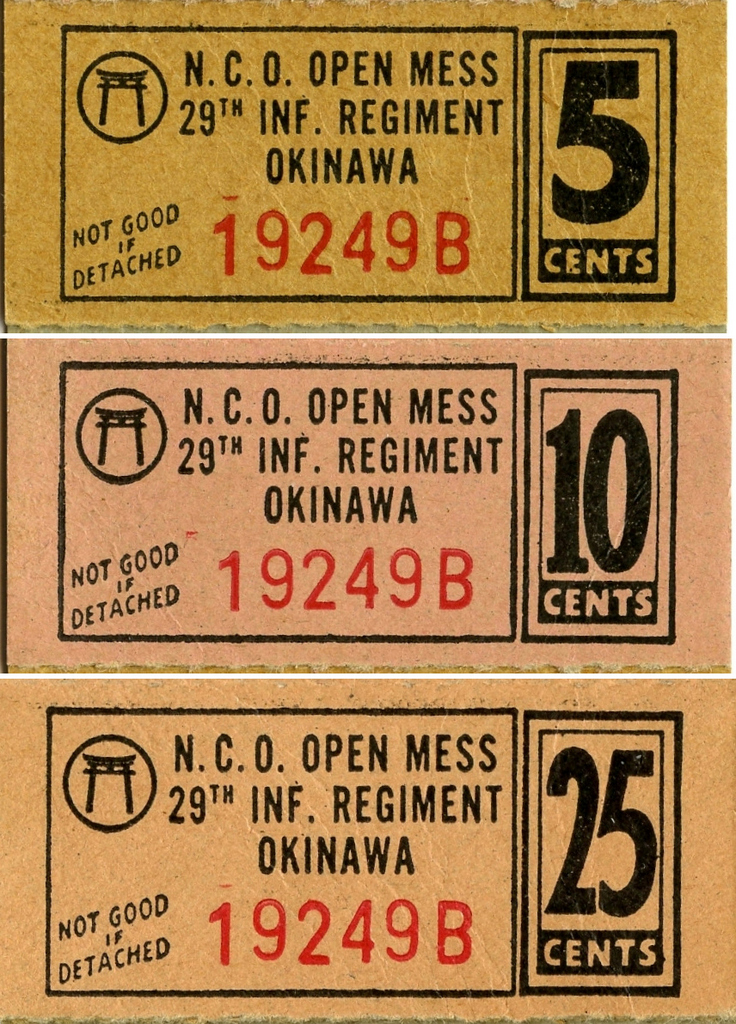 N.C.O. OPEN MESS
29TH INF. REGIMENT
OKINAWA
NOT GOOD
IF
DETACHED
19249B
5
CENTS
N.C.O. OPEN MESS
29TH INF. REGIMENT
OKINAWA
NOT GOOD
IF
DETACHED
19249B
10
CENTS
N.C.O. OPEN MESS
29TH INF. REGIMENT
OKINAWA
NOT GOOD
IF
DETACHED
19249B
25
CENTS